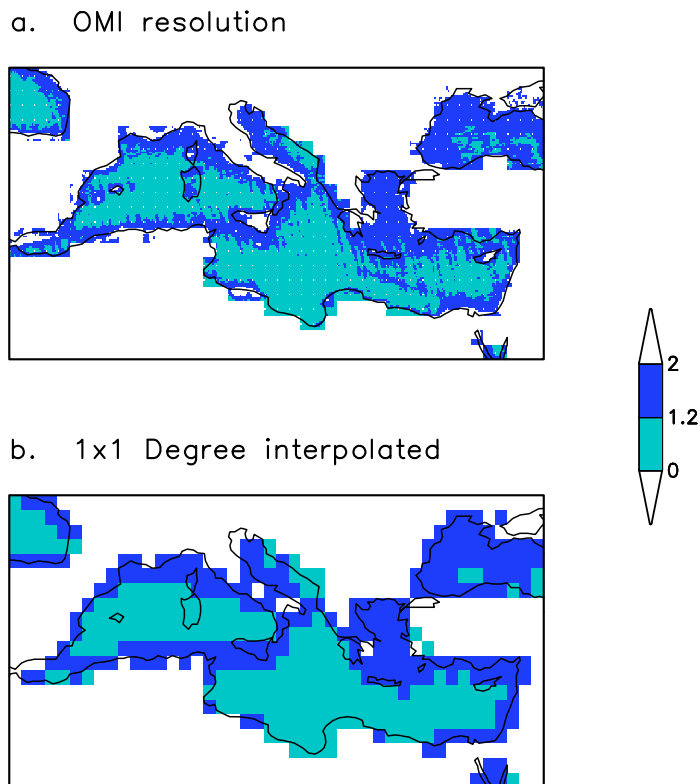 a. OMI resolution
2
1.2
0
b. 1x1 Degree interpolated